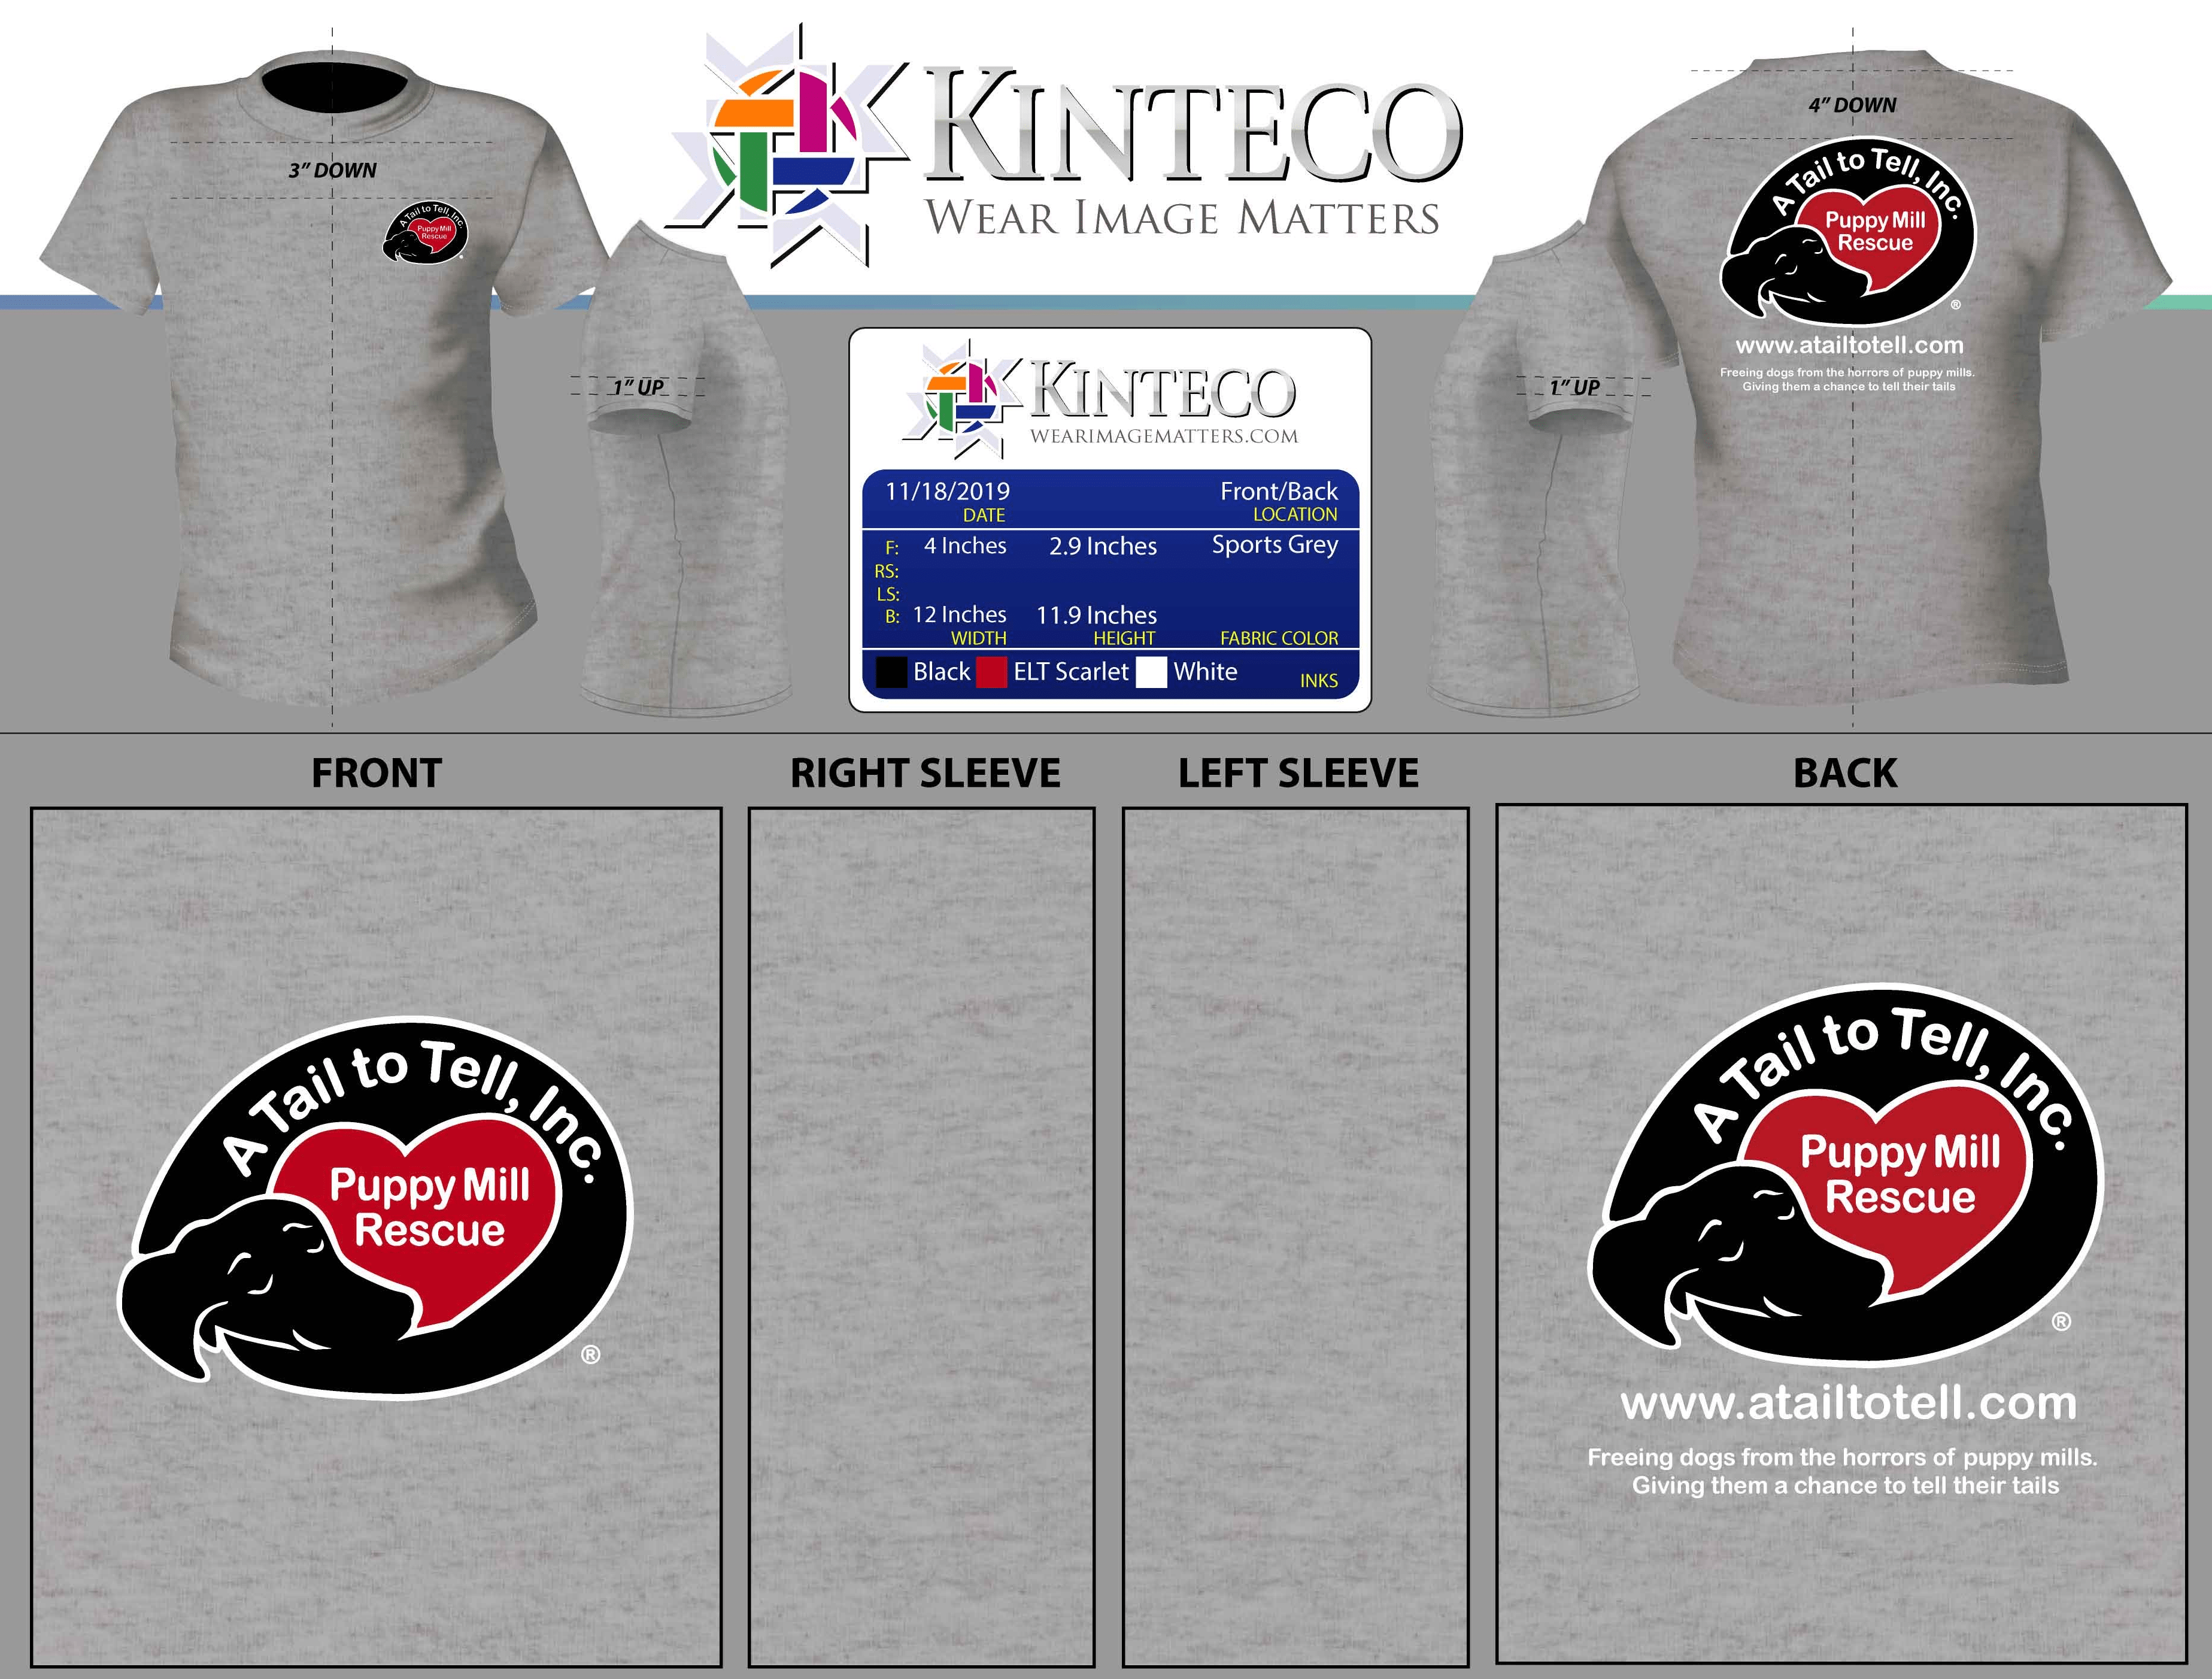 3" DOWN
A Tail to Tell, Inc.
Puppy Mill
Rescue
KINTECO
WEAR IMAGE MATTERS
4" DOWN
A Tail to Tell, Inc.
Puppy Mill
Rescue
®
www.atailtotell.com
Freeing dogs from the horrors of puppy mills.
Giving them a chance to tell their tails
1" UP
1" UP
KINTECO
WEARIMAGEMATTERS.COM
11/18/2019 Front/Back
DATE LOCATION
F: 4 Inches 2.9 Inches Sports Grey
RS:
LS:
B: 12 Inches 11.9 Inches
WIDTH HEIGHT FABRIC COLOR
Black ELT Scarlet White INKS
FRONT RIGHT SLEEVE LEFT SLEEVE BACK
A Tail to Tell, Inc.
Puppy Mill
Rescue
®
A Tail to Tell, Inc.
Puppy Mill
Rescue
®
www.atailtotell.com
Freeing dogs from the horrors of puppy mills.
Giving them a chance to tell their tails